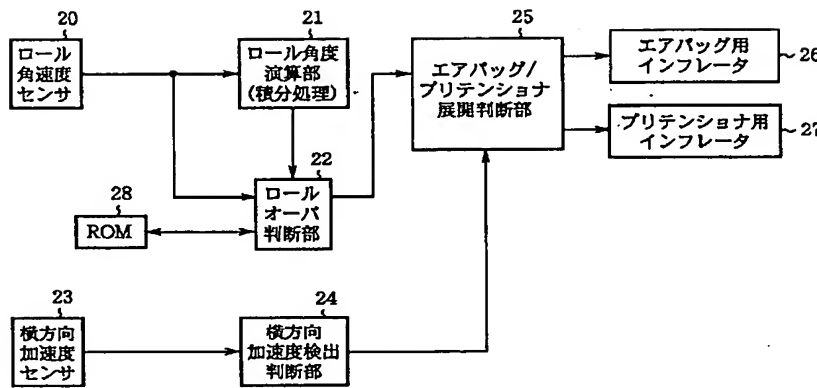 20
ロール
角速度
センサ
21
ロール角度
演算部
(積分処理)
22
ロール
オーバ
判断部
28
ROM
23
横方向
加速度
センサ
24
横方向
加速度検出
判断部
25
エアバッグ/
プリテンショナ
展開判断部
エアバッグ用
インフレータ
26
プリテンショナ用
インフレータ
27